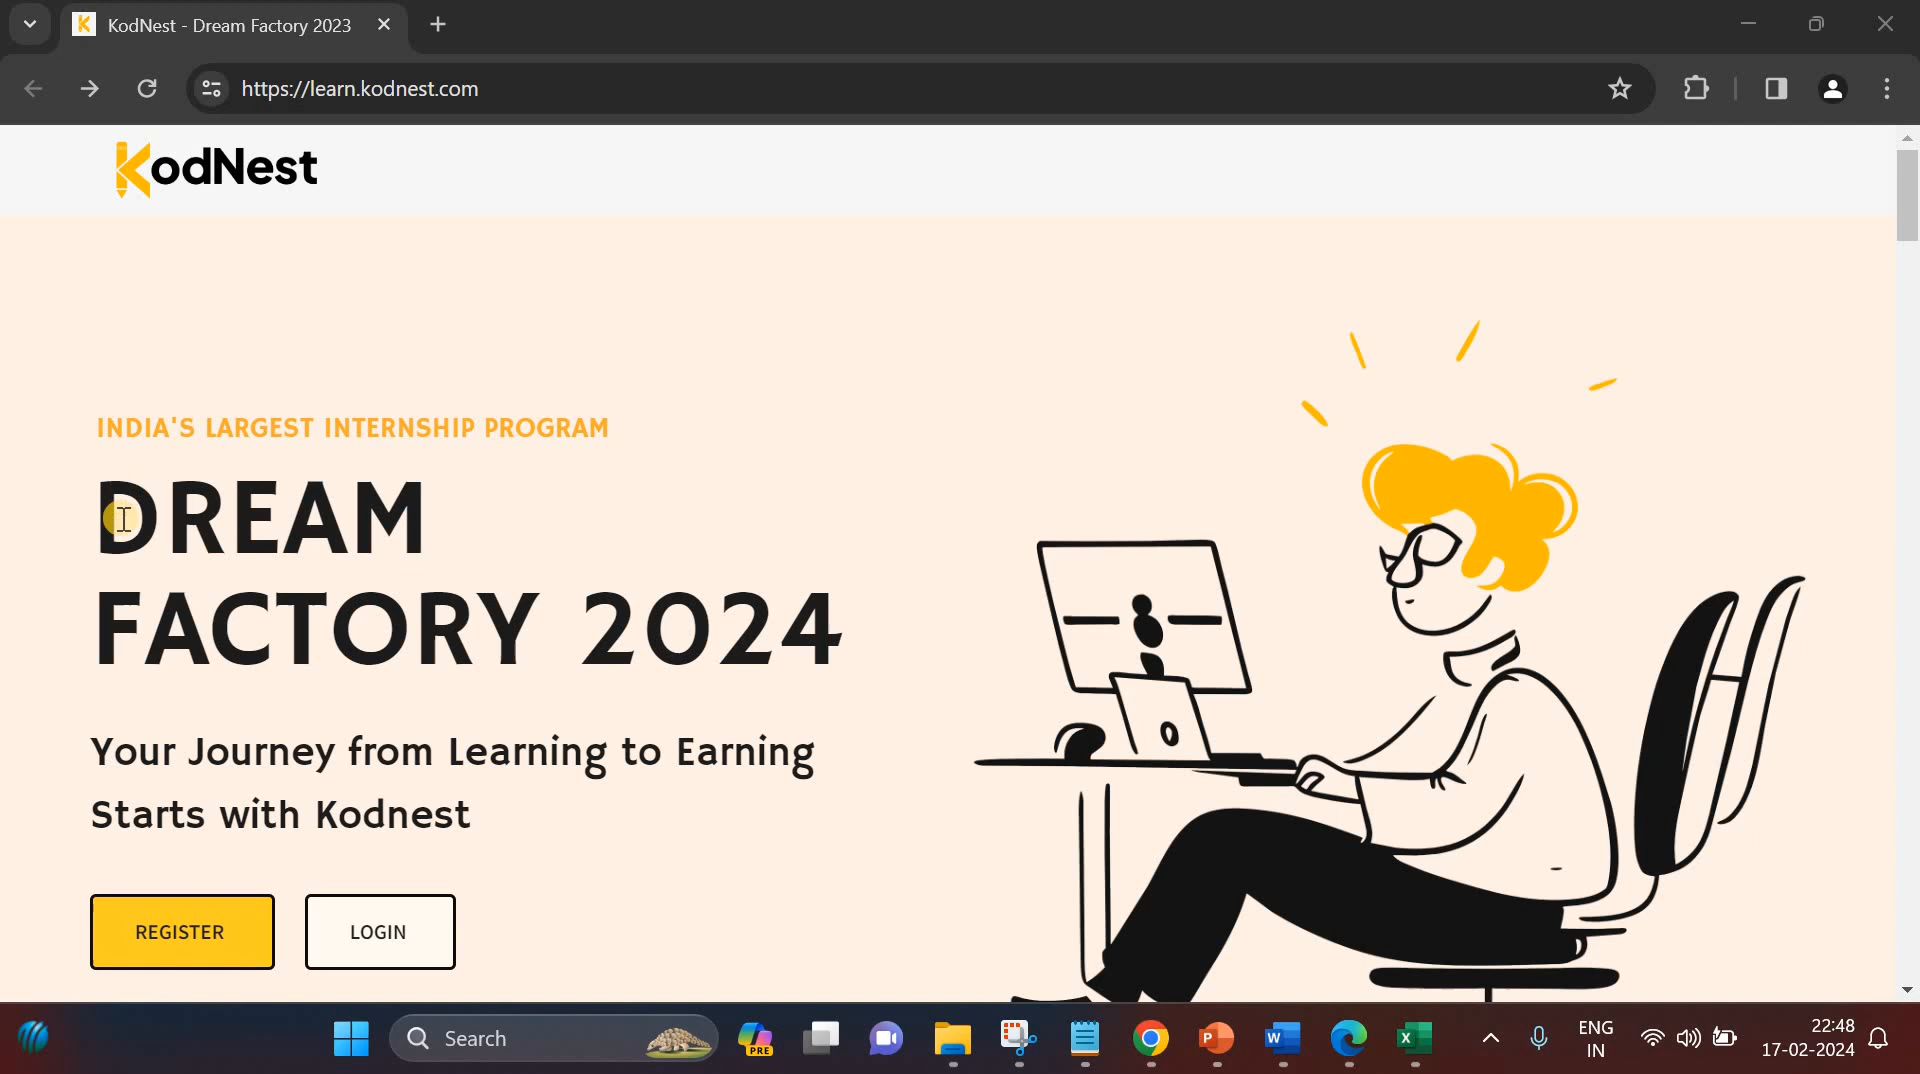 KodNest - Dream Factory 2023
https://learn.kodnest.com
KodNest
INDIA'S LARGEST INTERNSHIP PROGRAM
DREAM
FACTORY 2024
Your Journey from Learning to Earning
Starts with Kodnest
REGISTER
LOGIN
Search
PRE
P
W
X
ENG
IN
22:48
17-02-2024